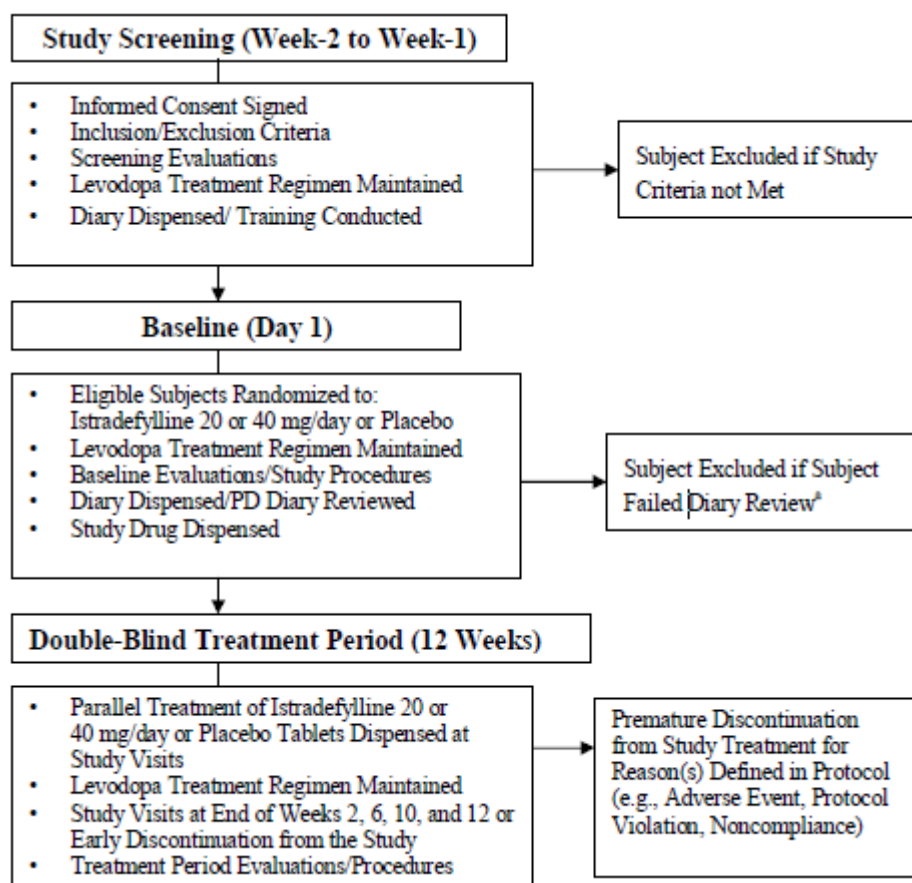 Study Screening (Week-2 to Week-1)
• Informed Consent Signed
• Inclusion/Exclusion Criteria
• Screening Evaluations
• Levodopa Treatment Regimen Maintained
• Diary Dispensed/ Training Conducted
Subject Excluded if Study
Criteria not Met
Baseline (Day 1)
• Eligible Subjects Randomized to:
Istradefylline 20 or 40 mg/day or Placebo
• Levodopa Treatment Regimen Maintained
• Baseline Evaluations/Study Procedures
• Diary Dispensed/PD Diary Reviewed
• Study Drug Dispensed
Subject Excluded if Subject
Failed Diary Reviewª
Double-Blind Treatment Period (12 Weeks)
• Parallel Treatment of Istradefylline 20 or
40 mg/day or Placebo Tablets Dispensed at
Study Visits
• Levodopa Treatment Regimen Maintained
• Study Visits at End of Weeks 2, 6, 10, and 12 or
Early Discontinuation from the Study
• Treatment Period Evaluations/Procedures
Premature Discontinuation
from Study Treatment for
Reason(s) Defined in Protocol
(e.g., Adverse Event, Protocol
Violation, Noncompliance)